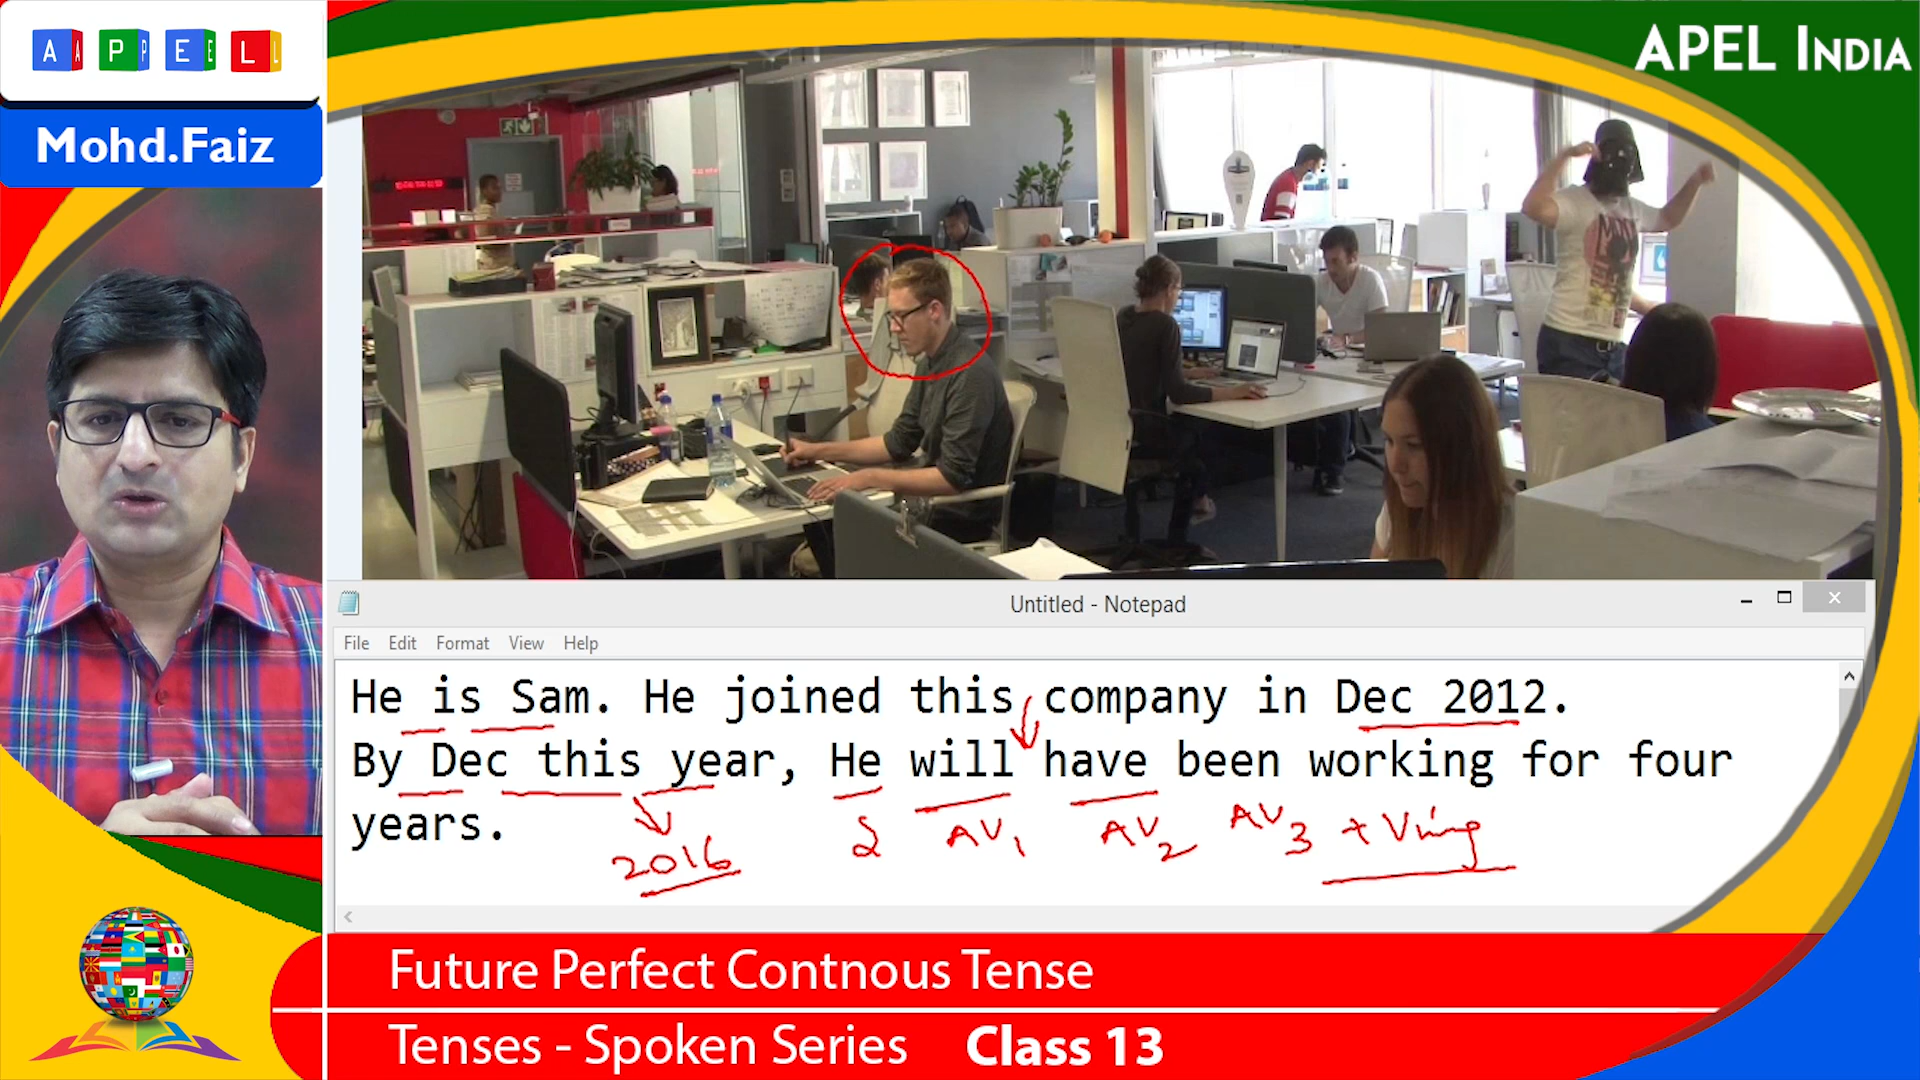 A A P P E E L L
APEL INDIA
Mohd.Faiz
Untitled - Notepad
File Edit Format View Help
He is Sam. He joined this company in Dec 2012.
By Dec this year, He will have been working for four
years.
2016
AV1 AV2 AV3 + Ving
Future Perfect Contnous Tense
Tenses - Spoken Series Class 13